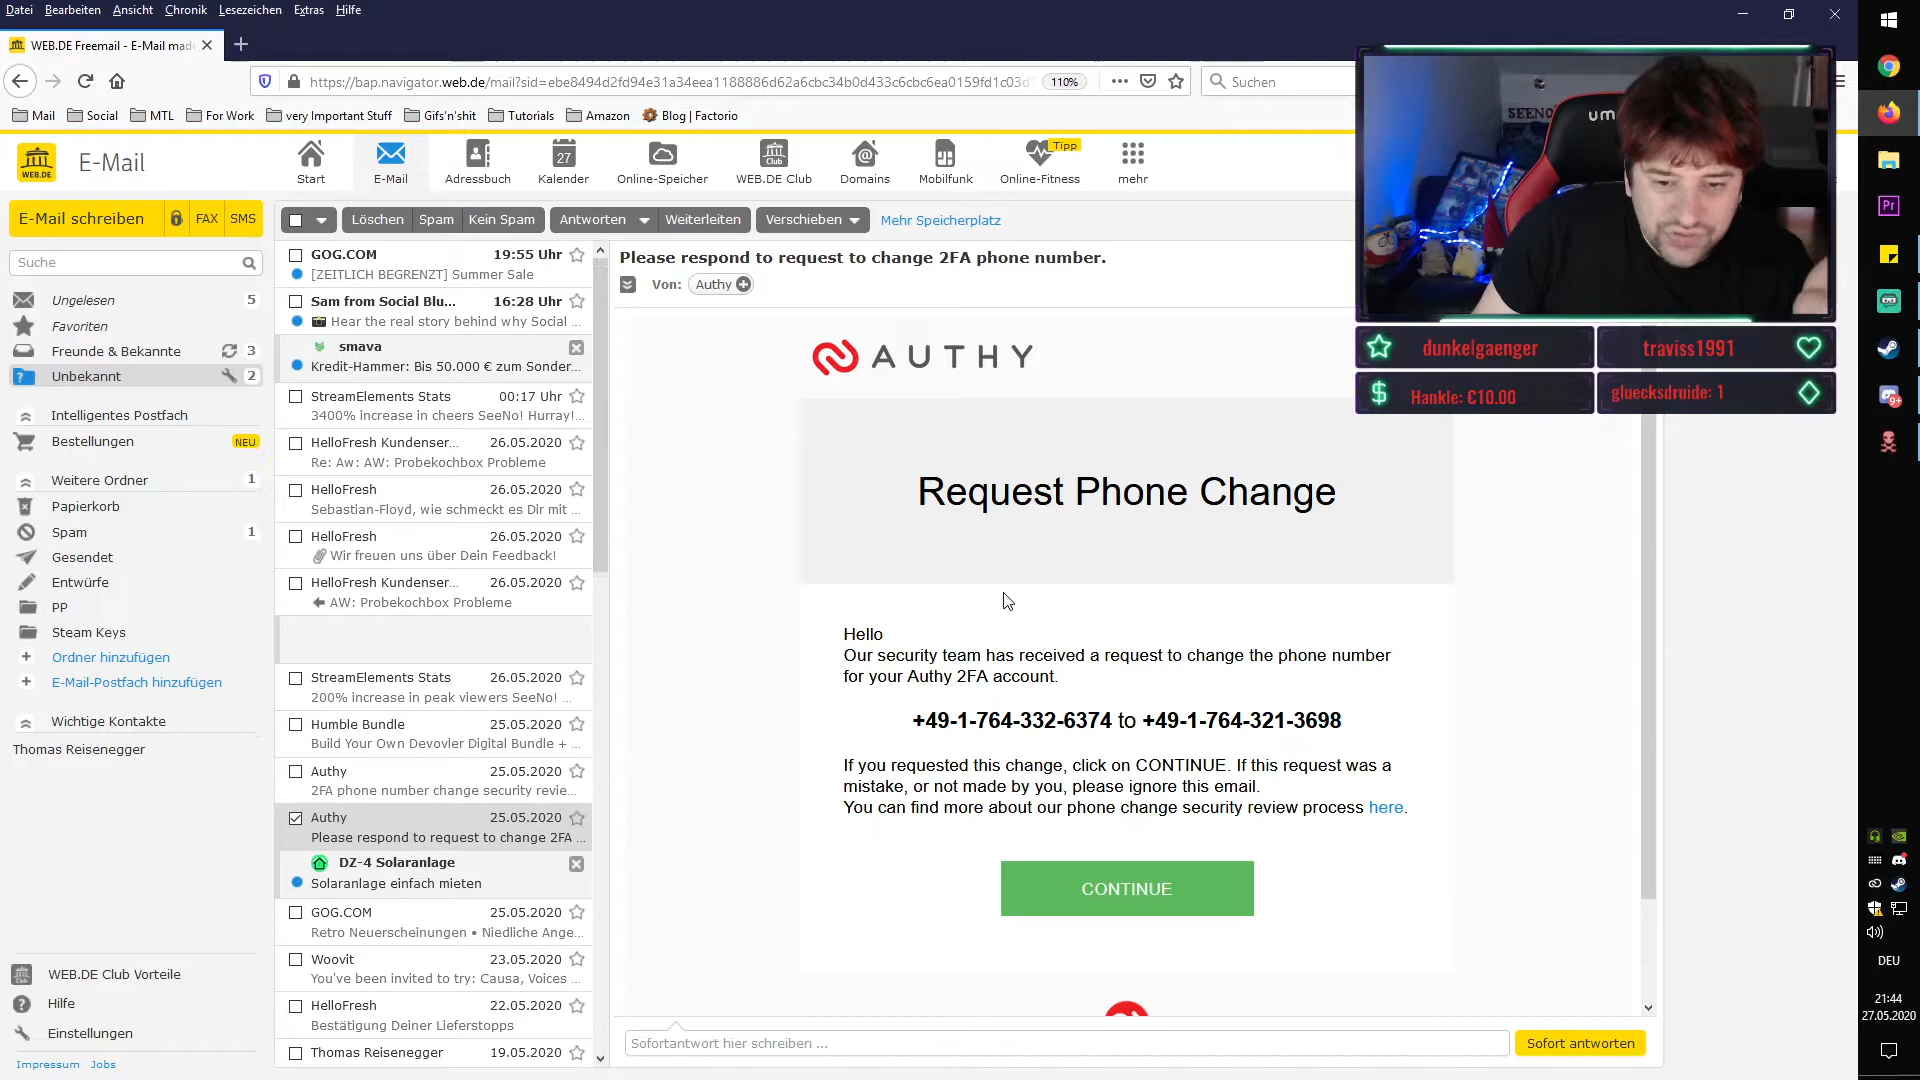 Datei Bearbeiten Ansicht Chronik Lesezeichen Extras Hilfe
WEB.DE Freemail - E-Mail made
https://bap.navigator.web.de/mail?sid=ebe8494d2fd94e31a34eea1188886d62a6cbc34b0d433c6cbc6ea0159fd1c03d
110%
Suchen
Mail Social MTL For Work very Important Stuff Gifs'n'shit Tutorials Amazon Blog | Factorio
WEB.DE
E-Mail
Start
E-Mail
Adressbuch
27
Kalender
Online-Speicher
Club
WEB.DE Club
Domains
Mobilfunk
Tipp
Online-Fitness
mehr
E-Mail schreiben FAX SMS
Löschen Spam Kein Spam Antworten Weiterleiten Verschieben Mehr Speicherplatz
Suche
Ungelesen 5
Favoriten
Freunde & Bekannte 3
Unbekannt 2
Intelligentes Postfach
Bestellungen NEU
Weitere Ordner 1
Papierkorb
Spam 1
Gesendet
Entwürfe
PP
Steam Keys
Ordner hinzufügen
E-Mail-Postfach hinzufügen
Wichtige Kontakte
Thomas Reisenegger
WEB.DE Club Vorteile
Hilfe
Einstellungen
Impressum Jobs
GOG.COM 19:55 Uhr
[ZEITLICH BEGRENZT] Summer Sale
Sam from Social Blu... 16:28 Uhr
Hear the real story behind why Social ...
smava
Kredit-Hammer: Bis 50.000 € zum Sonder...
StreamElements Stats 00:17 Uhr
3400% increase in cheers SeeNo! Hurray!...
HelloFresh Kundenser... 26.05.2020
Re: Aw: AW: Probekochbox Probleme
HelloFresh 26.05.2020
Sebastian-Floyd, wie schmeckt es Dir mit ...
HelloFresh 26.05.2020
Wir freuen uns über Dein Feedback!
HelloFresh Kundenser... 26.05.2020
AW: Probekochbox Probleme
StreamElements Stats 26.05.2020
200% increase in peak viewers SeeNo! ...
Humble Bundle 25.05.2020
Build Your Own Devovler Digital Bundle + ...
Authy 25.05.2020
2FA phone number change security revie...
Authy 25.05.2020
Please respond to request to change 2FA ...
DZ-4 Solaranlage
Solaranlage einfach mieten
GOG.COM 25.05.2020
Retro Neuerscheinungen • Niedliche Ange...
Woovit 23.05.2020
You've been invited to try: Causa, Voices ...
HelloFresh 22.05.2020
Bestätigung Deiner Lieferstopps
Thomas Reisenegger 19.05.2020
Please respond to request to change 2FA phone number.
Von: Authy
AUTHY
Request Phone Change
Hello
Our security team has received a request to change the phone number
for your Authy 2FA account.
+49-1-764-332-6374 to +49-1-764-321-3698
If you requested this change, click on CONTINUE. If this request was a
mistake, or not made by you, please ignore this email.
You can find more about our phone change security review process here.
CONTINUE
Sofortantwort hier schreiben ...
Sofort antworten
SEENO
um
dunkelgaenger
traviss1991
Hankle: €10.00
gluecksdruide: 1
Pr
9+
DEU
21:44
27.05.2020